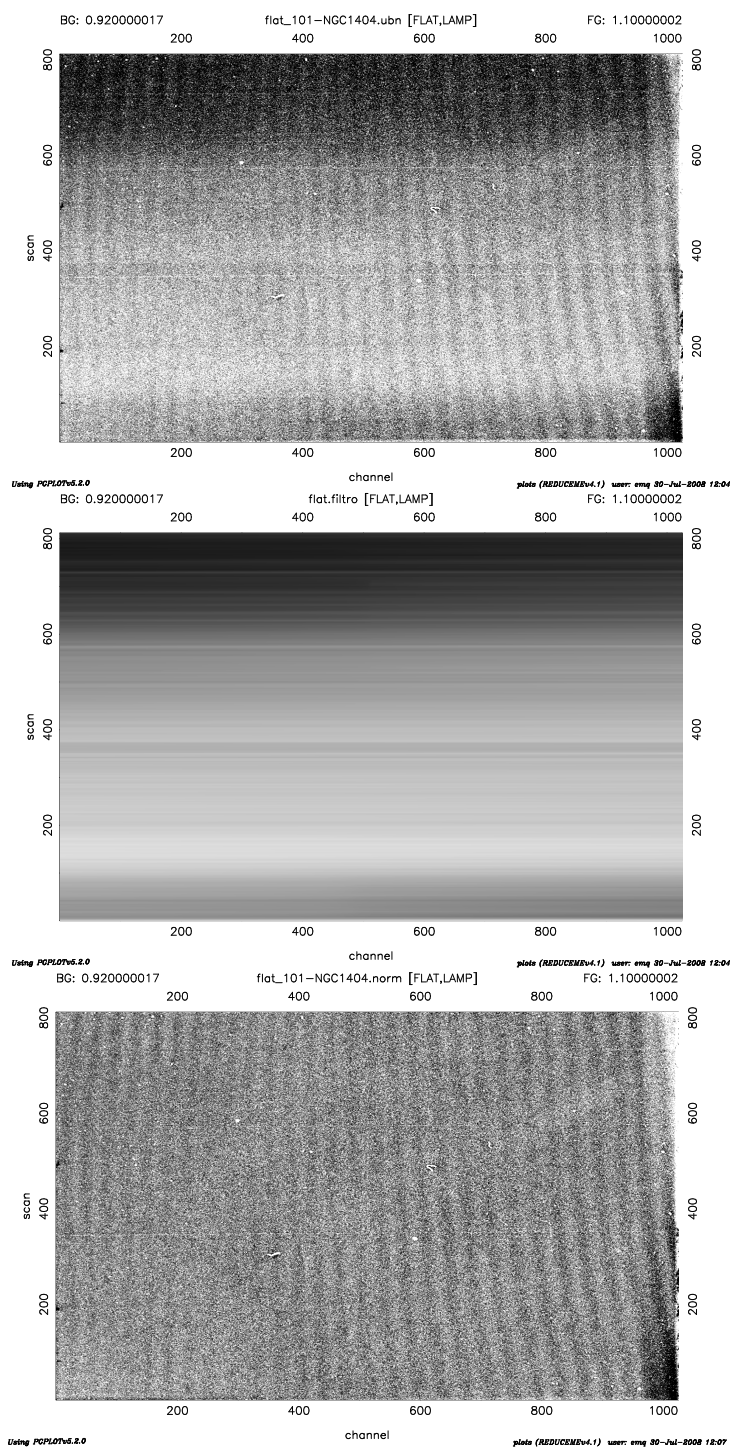 BG: 0.920000017 flat_101-NGC1404.ubn [FLAT,LAMP] FG: 1.10000002
200 400 600 800 1000
800 800
600 600
scan
400 400
200 200
200 400 600 800 1000
channel
Using PGPLOTv5.2.0 plots (REDUCEMEv4.1) user: emq 30-Jul-2008 12:04
BG: 0.920000017 flat.filtro [FLAT,LAMP] FG: 1.10000002
200 400 600 800 1000
800 800
600 600
scan
400 400
200 200
200 400 600 800 1000
channel
Using PGPLOTv5.2.0 plots (REDUCEMEv4.1) user: emq 30-Jul-2008 12:04
BG: 0.920000017 flat_101-NGC1404.norm [FLAT,LAMP] FG: 1.10000002
200 400 600 800 1000
800 800
600 600
scan
400 400
200 200
200 400 600 800 1000
channel
Using PGPLOTv5.2.0 plots (REDUCEMEv4.1) user: emq 30-Jul-2008 12:07